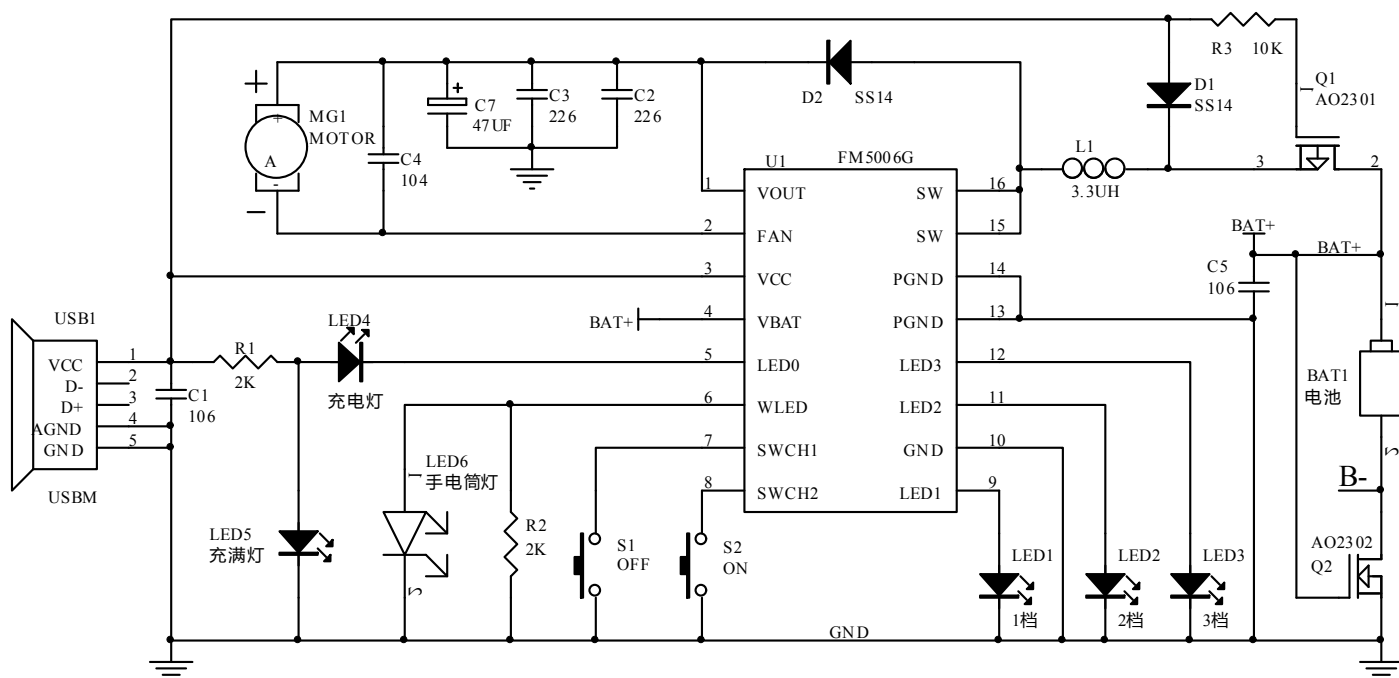 R3 10K
Q1
AO2301
D1
SS14
D2 SS14
+
MG1
MOTOR
+
A
-
C7
47UF
+
C3
226
C2
226
C4
104
U1 FM5006G
L1
3.3UH
3 2
1 VOUT SW 16
2 FAN SW 15
3 VCC PGND 14
4 VBAT PGND 13
5 LED0 LED3 12
6 WLED LED2 11
7 SWCH1 GND 10
8 SWCH2 LED1 9
BAT+
BAT+
BAT+
C5
106
USB1
VCC 1
D- 2
D+ 3
AGND 4
GND 5
USBM
C1
106
R1
2K
LED4
充电灯
LED5
充满灯
LED6
手电筒灯
R2
2K
S1
OFF
S2
ON
LED1
1档
LED2
2档
LED3
3档
BAT1
电池
B-
AO2302
Q2
GND